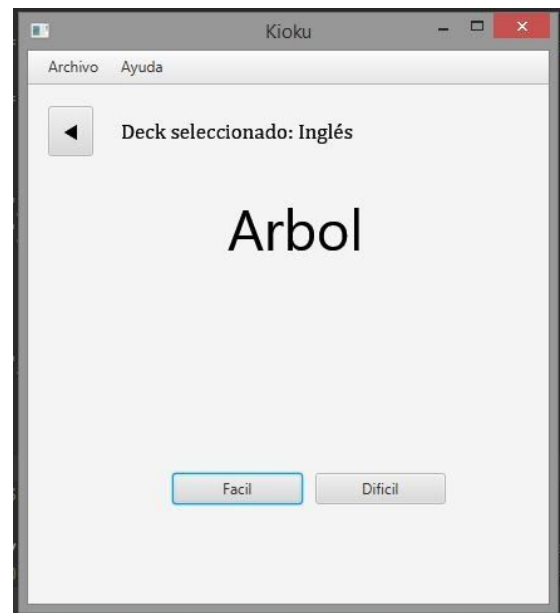 Kioku
Archivo Ayuda
Deck seleccionado: Inglés
Arbol
Facil Dificil